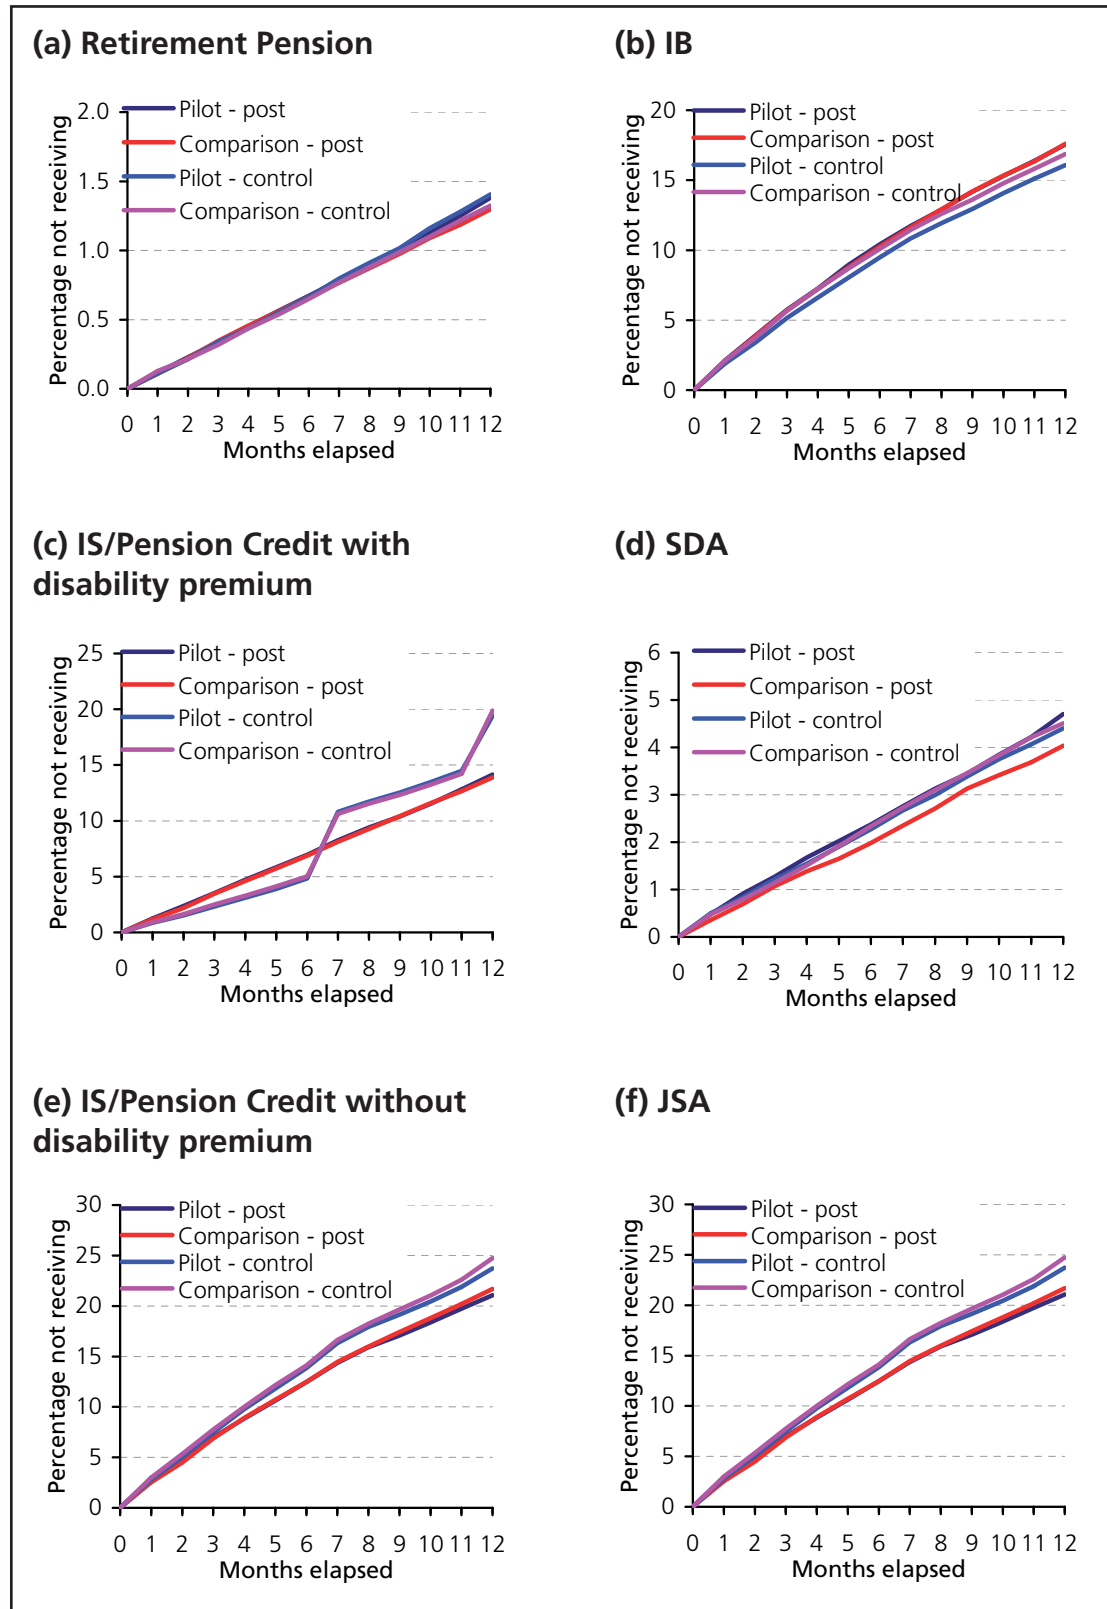 (a) Retirement Pension
Percentage not receiving
2.0
1.5
1.0
0.5
0.0
Pilot - post
Comparison - post
Pilot - control
Comparison - control
0 1 2 3 4 5 6 7 8 9 10 11 12
Months elapsed
(b) IB
Percentage not receiving
20
15
10
5
0
Pilot - post
Comparison - post
Pilot - control
Comparison - control
0 1 2 3 4 5 6 7 8 9 10 11 12
Months elapsed
(c) IS/Pension Credit with
disability premium
Percentage not receiving
25
20
15
10
5
0
Pilot - post
Comparison - post
Pilot - control
Comparison - control
0 1 2 3 4 5 6 7 8 9 10 11 12
Months elapsed
(d) SDA
Percentage not receiving
6
5
4
3
2
1
0
Pilot - post
Comparison - post
Pilot - control
Comparison - control
0 1 2 3 4 5 6 7 8 9 10 11 12
Months elapsed
(e) IS/Pension Credit without
disability premium
Percentage not receiving
30
25
20
15
10
5
0
Pilot - post
Comparison - post
Pilot - control
Comparison - control
0 1 2 3 4 5 6 7 8 9 10 11 12
Months elapsed
(f) JSA
Percentage not receiving
30
25
20
15
10
5
0
Pilot - post
Comparison - post
Pilot - control
Comparison - control
0 1 2 3 4 5 6 7 8 9 10 11 12
Months elapsed